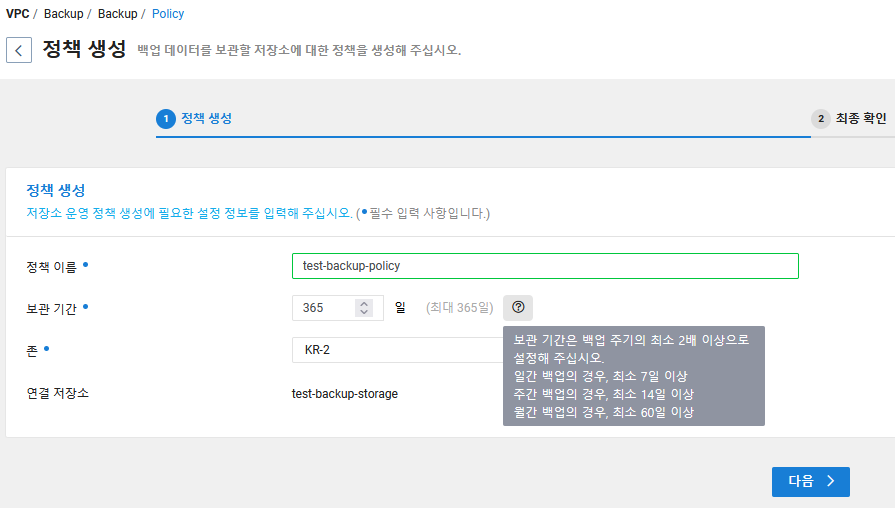 VPC / Backup / Backup / Policy
정책 생성 백업 데이터를 보관할 저장소에 대한 정책을 생성해 주십시오.
1 정책 생성
2 최종 확인
정책 생성
저장소 운영 정책 생성에 필요한 설정 정보를 입력해 주십시오. (•필수 입력 사항입니다.)
정책 이름 • test-backup-policy
보관 기간 • 365 일 (최대 365일) ?
보관 기간은 백업 주기의 최소 2배 이상으로
설정해 주십시오.
일간 백업의 경우, 최소 7일 이상
주간 백업의 경우, 최소 14일 이상
월간 백업의 경우, 최소 60일 이상
존 • KR-2
연결 저장소 test-backup-storage
다음 >